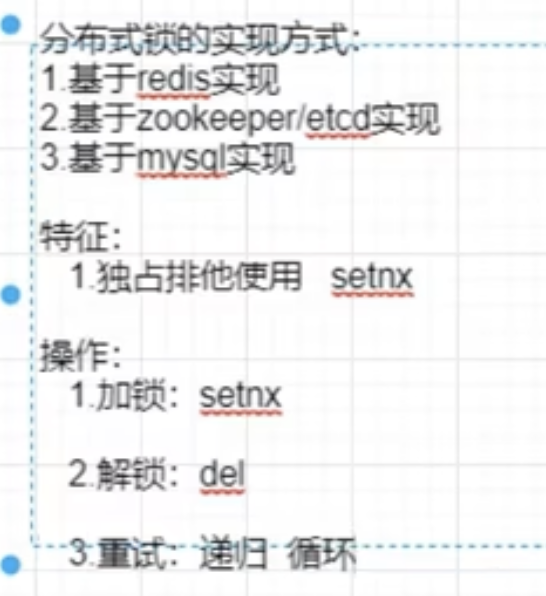 分布式锁的实现方式：
1.基于redis实现
2.基于zookeeper/etcd实现
3.基于mysql实现
特征：
1.独占排他使用 setnx
操作：
1.加锁：setnx
2.解锁：del
3.重试：递归 循环